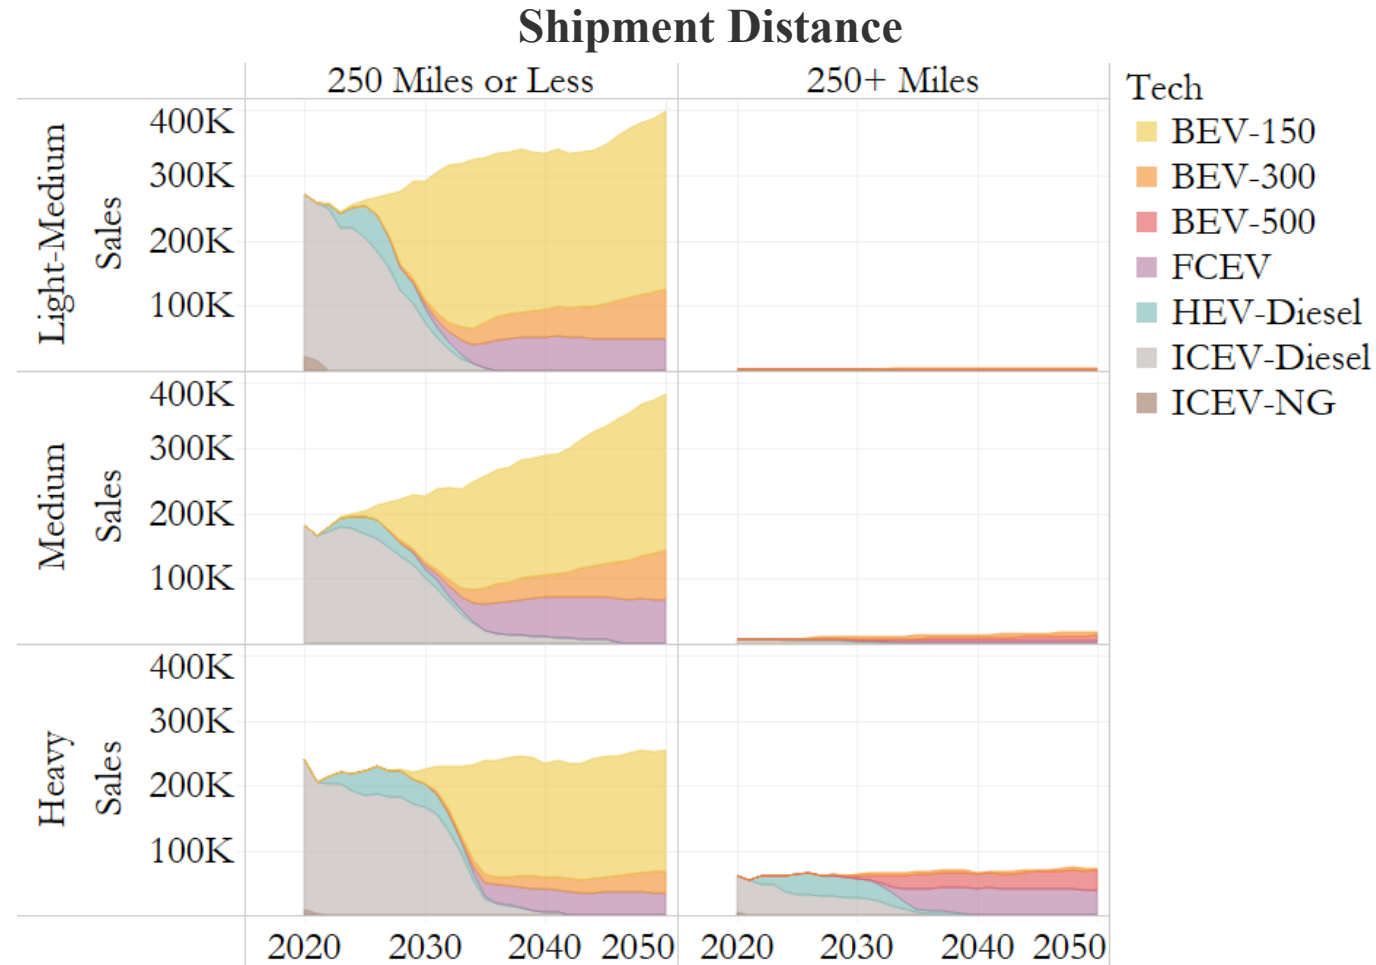 Shipment Distance
250 Miles or Less
250+ Miles
Tech
BEV-150
BEV-300
BEV-500
FCEV
HEV-Diesel
ICEV-Diesel
ICEV-NG
Light-Medium
Sales
400K
300K
200K
100K
Medium
Sales
400K
300K
200K
100K
Heavy
Sales
400K
300K
200K
100K
2020 2030 2040 2050 2020 2030 2040 2050